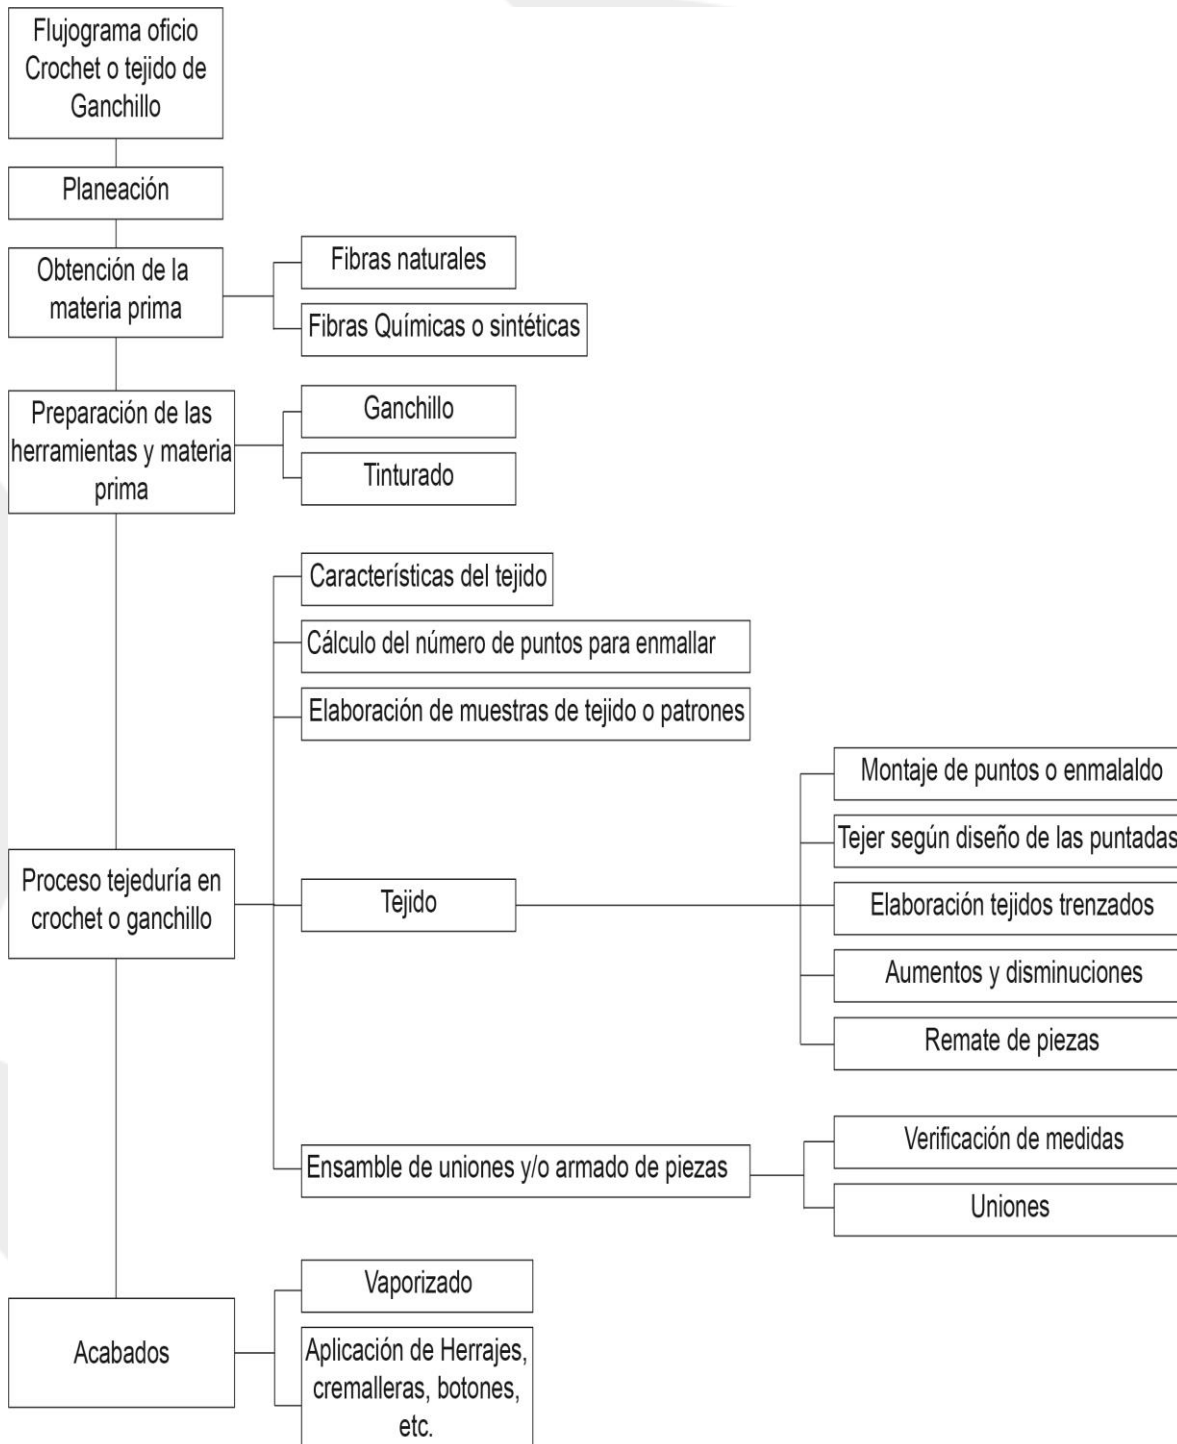 Flujograma oficio
Crochet o tejido de
Ganchillo
Planeación
Obtención de la
materia prima
Fibras naturales
Fibras Químicas o sintéticas
Preparación de las
herramientas y materia
prima
Ganchillo
Tinturado
Proceso tejeduría en
crochet o ganchillo
Características del tejido
Cálculo del número de puntos para enmallar
Elaboración de muestras de tejido o patrones
Tejido
Montaje de puntos o enmalaldo
Tejer según diseño de las puntadas
Elaboración tejidos trenzados
Aumentos y disminuciones
Remate de piezas
Ensamble de uniones y/o armado de piezas
Verificación de medidas
Uniones
Acabados
Vaporizado
Aplicación de Herrajes,
cremalleras, botones,
etc.